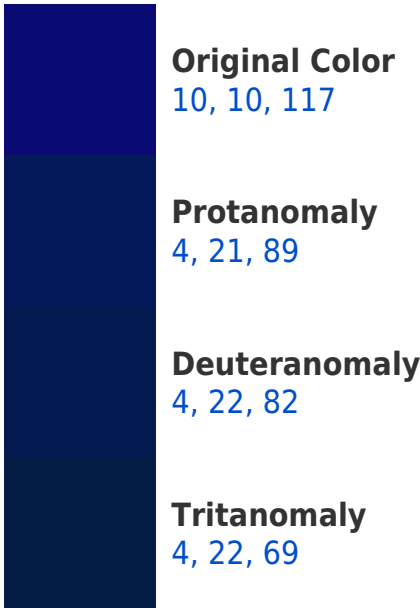 Original Color
10, 10, 117
Protanomaly
4, 21, 89
Deuteranomaly
4, 22, 82
Tritanomaly
4, 22, 69